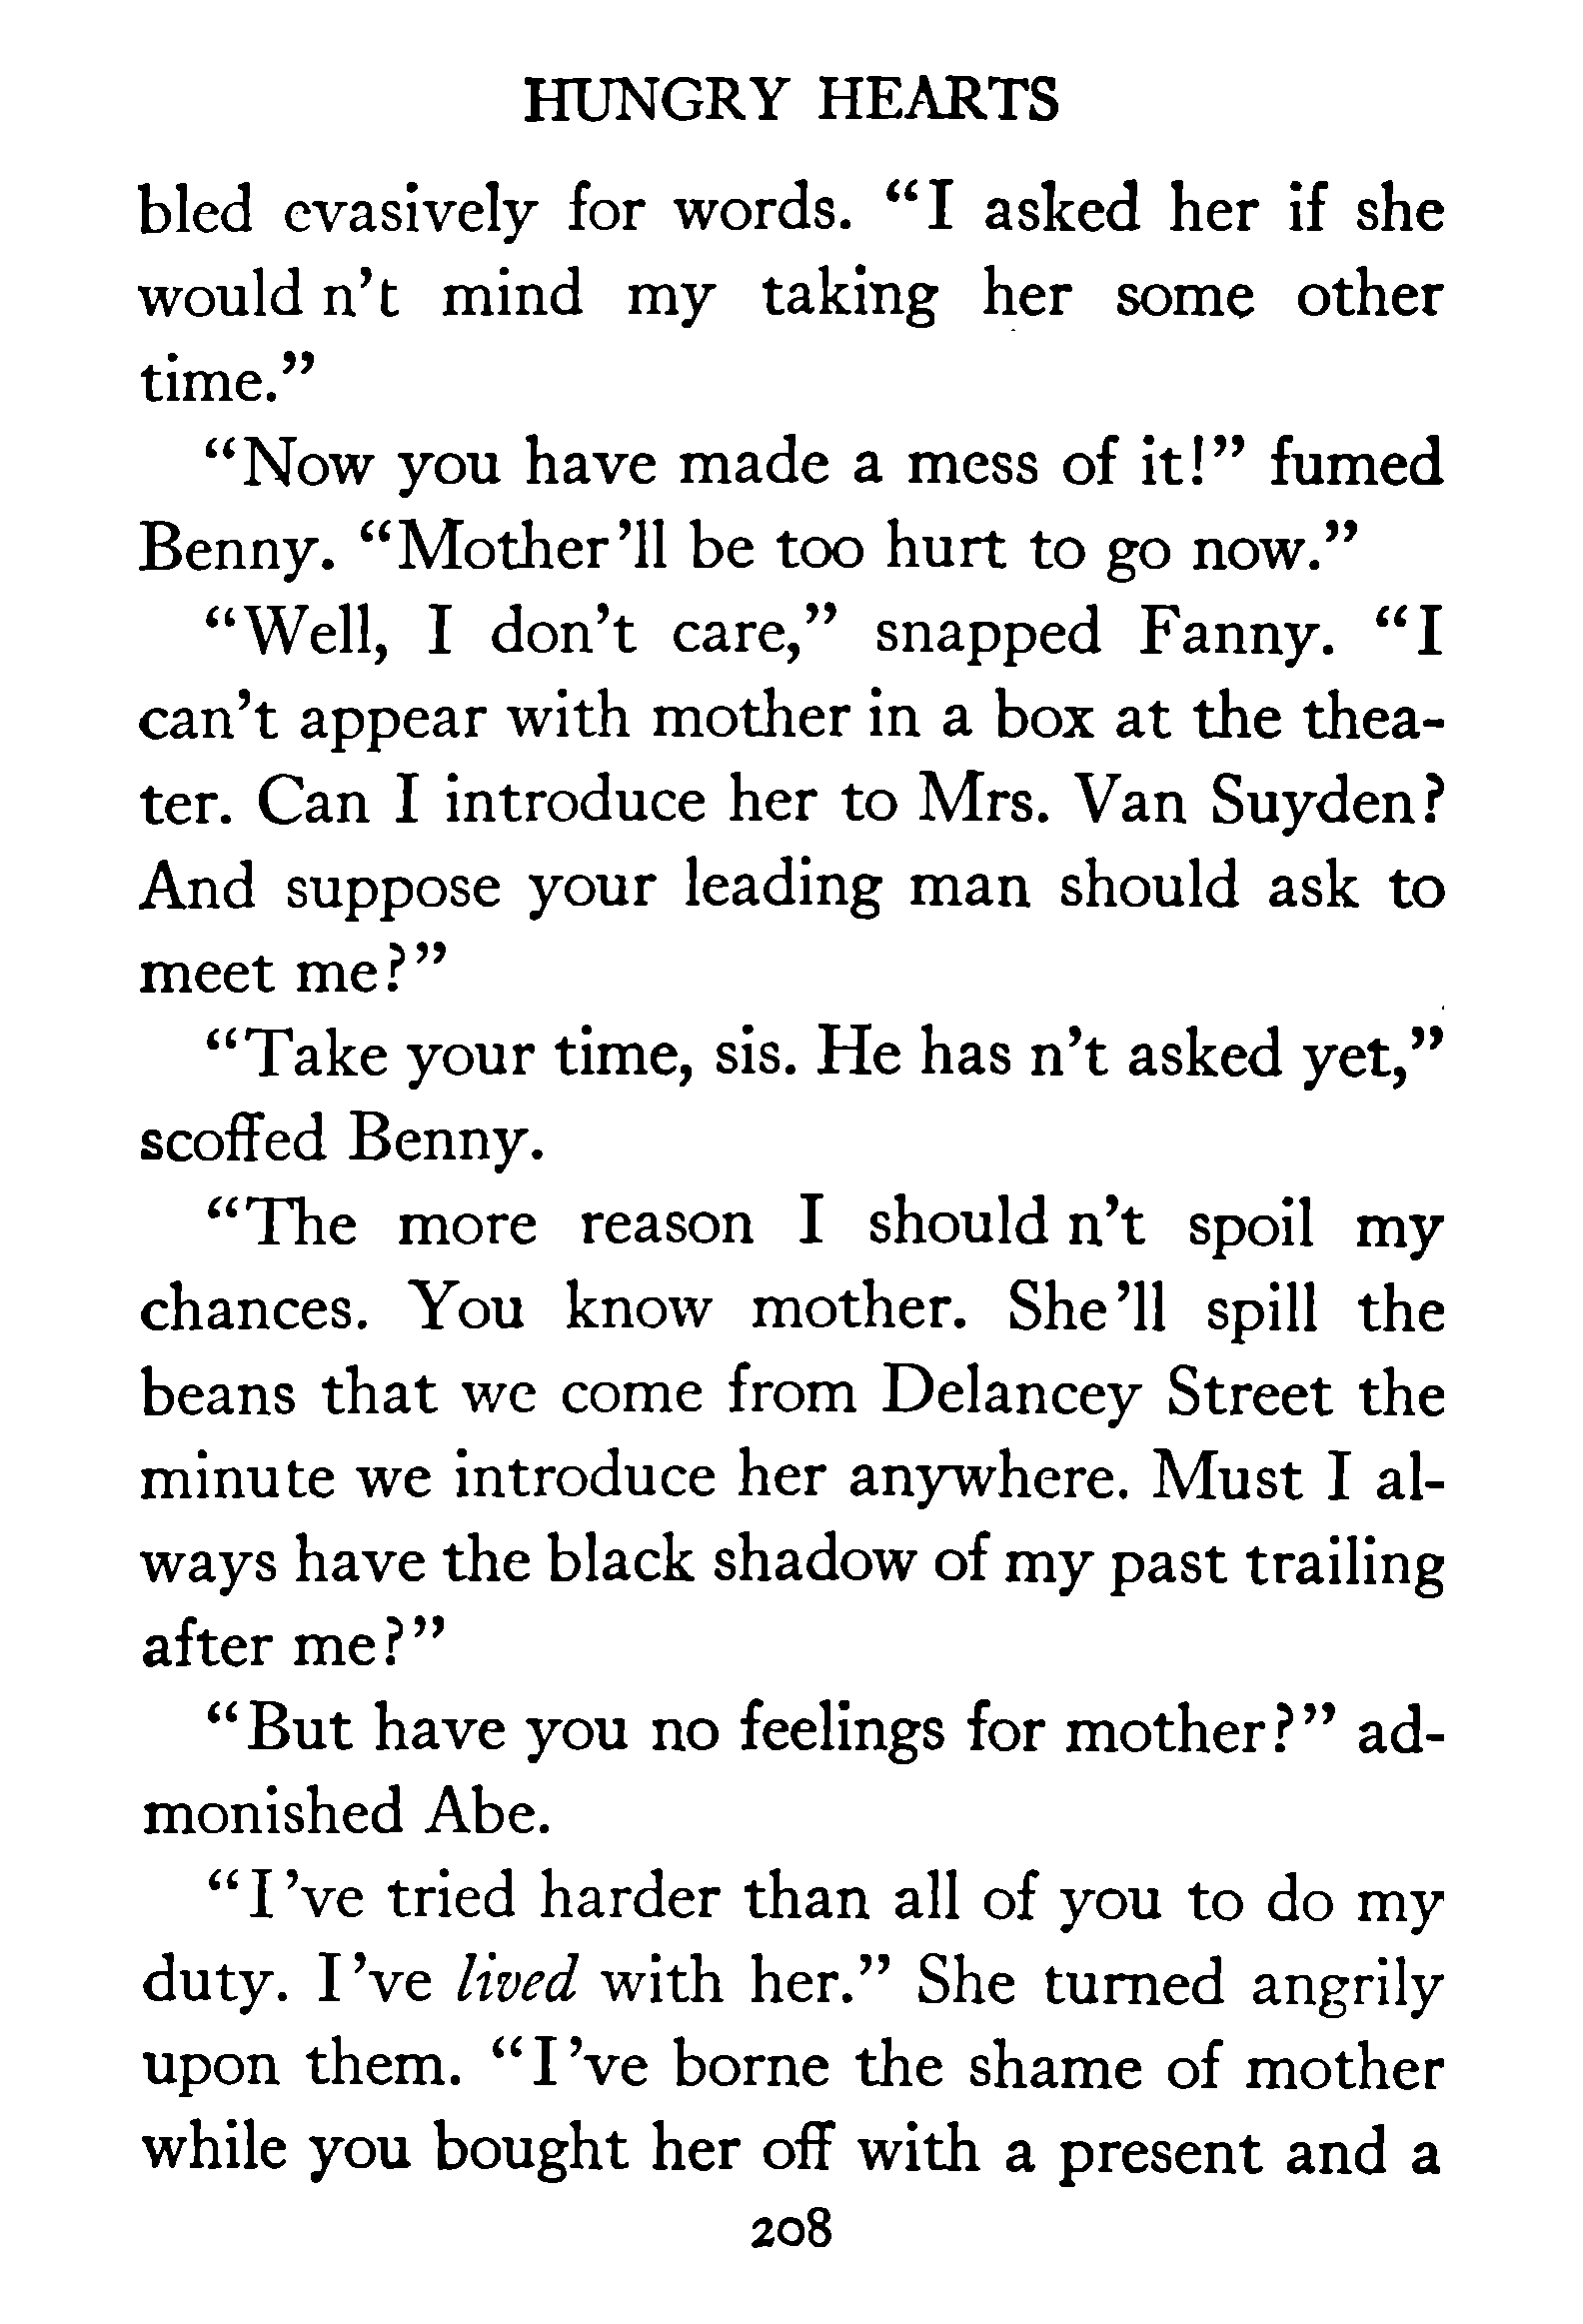 HUNGRY HEARTS
bled evasively for words. “I asked her if she
would n’t mind my taking her some other
time.”
“Now you have made a mess of it!” fumed
Benny. “Mother’ll be too hurt to go now.”
“Well, I don’t care,” snapped Fanny. “I
can’t appear with mother in a box at the thea-
ter. Can I introduce her to Mrs. Van Suyden?
And suppose your leading man should ask to
meet me?”
“Take your time, sis. He has n’t asked yet,”
scoffed Benny.
“The more reason I should n’t spoil my
chances. You know mother. She’ll spill the
beans that we come from Delancey Street the
minute we introduce her anywhere. Must I al-
ways have the black shadow of my past trailing
after me?”
“But have you no feelings for mother?” ad-
monished Abe.
“I’ve tried harder than all of you to do my
duty. I’ve lived with her.” She turned angrily
upon them. “I’ve borne the shame of mother
while you bought her off with a present and a
208